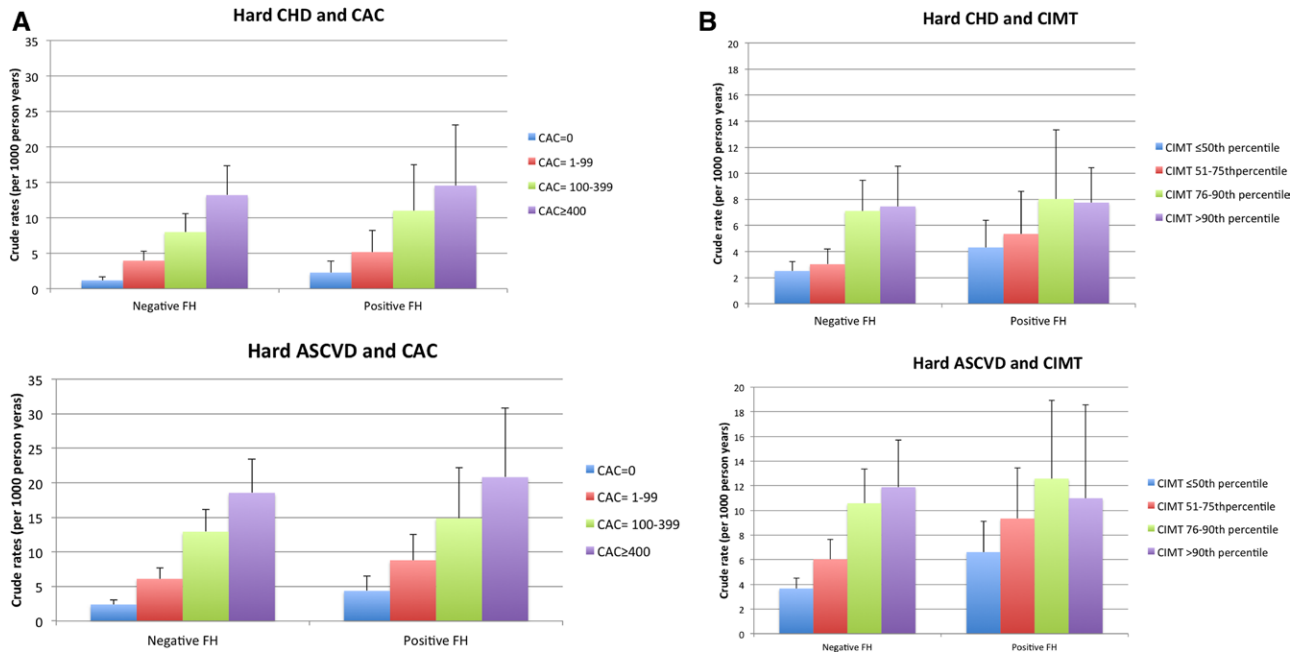 A
Hard CHD and CAC
Crude rates (per 1000 person years)
35
30
25
20
15
10
5
0
Negative FH
Positive FH
CAC=0
CAC= 1-99
CAC= 100-399
CAC≥400
Hard ASCVD and CAC
Crude rates (per 1000 person yeras)
35
30
25
20
15
10
5
0
Negative FH
Positive FH
CAC=0
CAC= 1-99
CAC= 100-399
CAC≥400
B
Hard CHD and CIMT
Crude rate (per 1000 person years)
20
18
16
14
12
10
8
6
4
2
0
Negative FH
Positive FH
CIMT ≤50th percentile
CIMT 51-75thpercentile
CIMT 76-90th percentile
CIMT >90th percentile
Hard ASCVD and CIMT
Crude rate (per 1000 person years)
20
18
16
14
12
10
8
6
4
2
0
Negative FH
Positive FH
CIMT ≤50th percentile
CIMT 51-75thpercentile
CIMT 76-90th percentile
CIMT >90th percentile